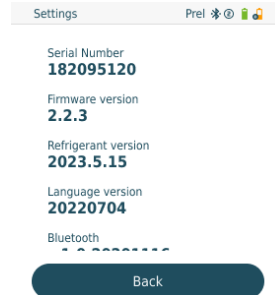 Settings Prel
Serial Number
182095120
Firmware version
2.2.3
Refrigerant version
2023.5.15
Language version
20220704
Bluetooth
Back